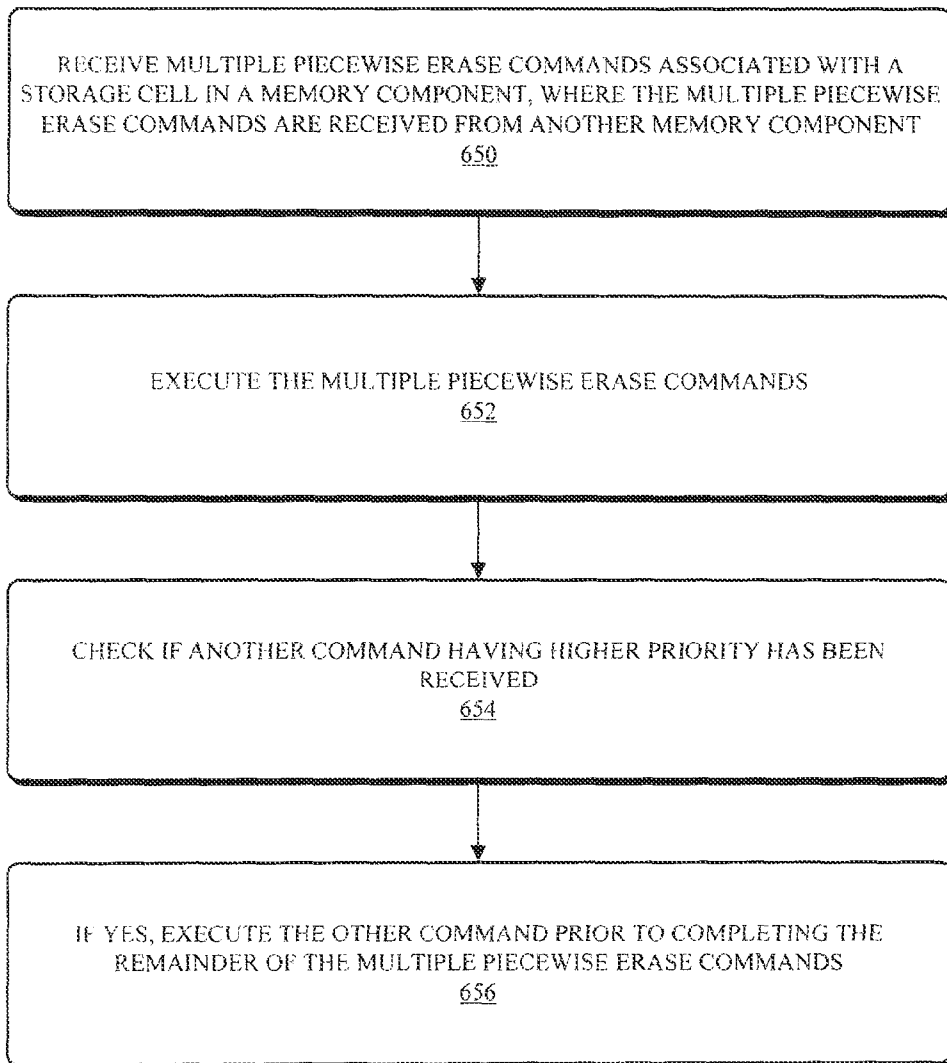 RECEIVE MULTIPLE PIECEWISE ERASE COMMANDS ASSOCIATED WITH A
STORAGE CELL IN A MEMORY COMPONENT, WHERE THE MULTIPLE PIECEWISE
ERASE COMMANDS ARE RECEIVED FROM ANOTHER MEMORY COMPONENT
650
EXECUTE THE MULTIPLE PIECEWISE ERASE COMMANDS
652
CHECK IF ANOTHER COMMAND HAVING HIGHER PRIORITY HAS BEEN
RECEIVED
654
IF YES, EXECUTE THE OTHER COMMAND PRIOR TO COMPLETING THE
REMAINDER OF THE MULTIPLE PIECEWISE ERASE COMMANDS
656